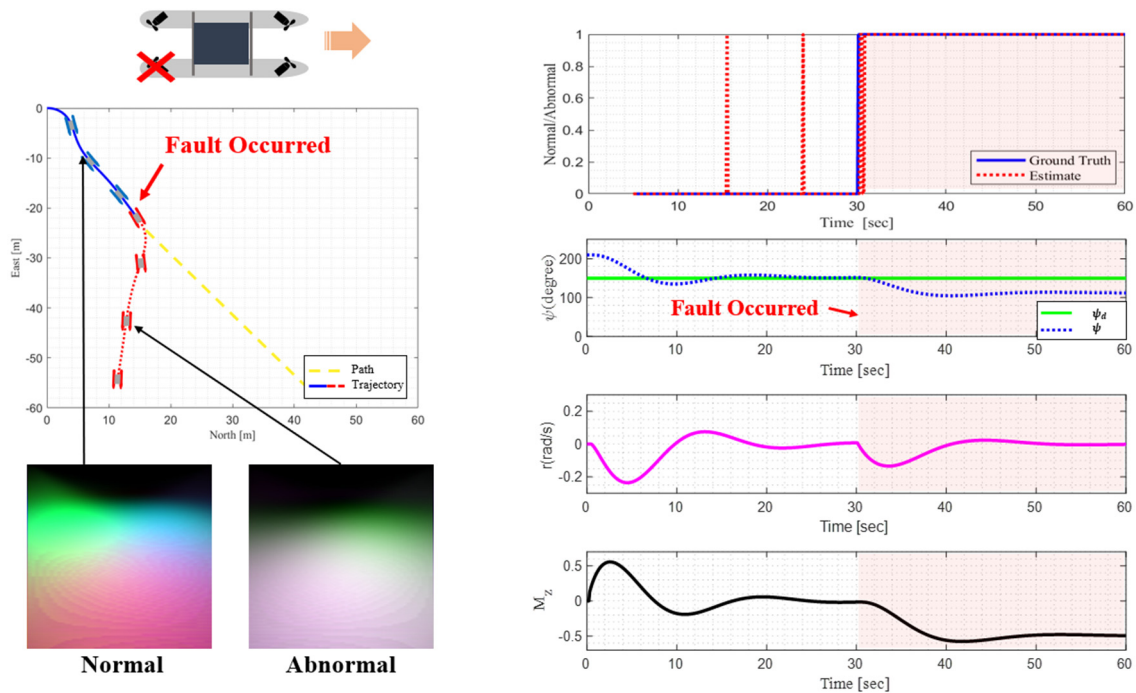 Fault Occurred
0
-10
-20
-30
-40
-50
-60
East [m]
Path
Trajectory
0
10
20
30
40
50
60
North [m]
Normal
Abnormal
1
0.8
0.6
0.4
0.2
0
Normal/Abnormal
Ground Truth
Estimate
0
10
20
30
40
50
60
Time [sec]
200
100
0
ψ(degree)
Fault Occurred
ψd
ψ
0
10
20
30
40
50
60
Time [sec]
0.2
0
-0.2
r(rad/s)
0
10
20
30
40
50
60
Time [sec]
0.5
0
-0.5
Mz
0
10
20
30
40
50
60
Time [sec]